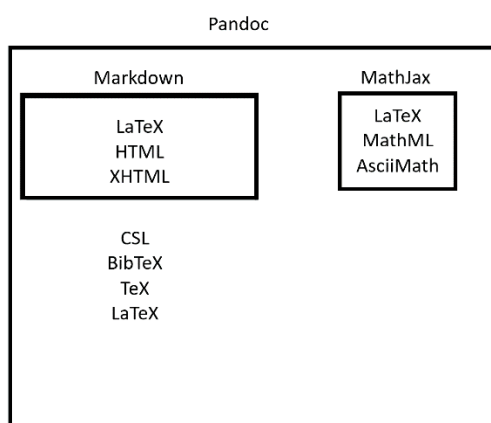 Pandoc
Markdown
LaTeX
HTML
XHTML
CSL
BibTeX
TeX
LaTeX
MathJax
LaTeX
MathML
AsciiMath